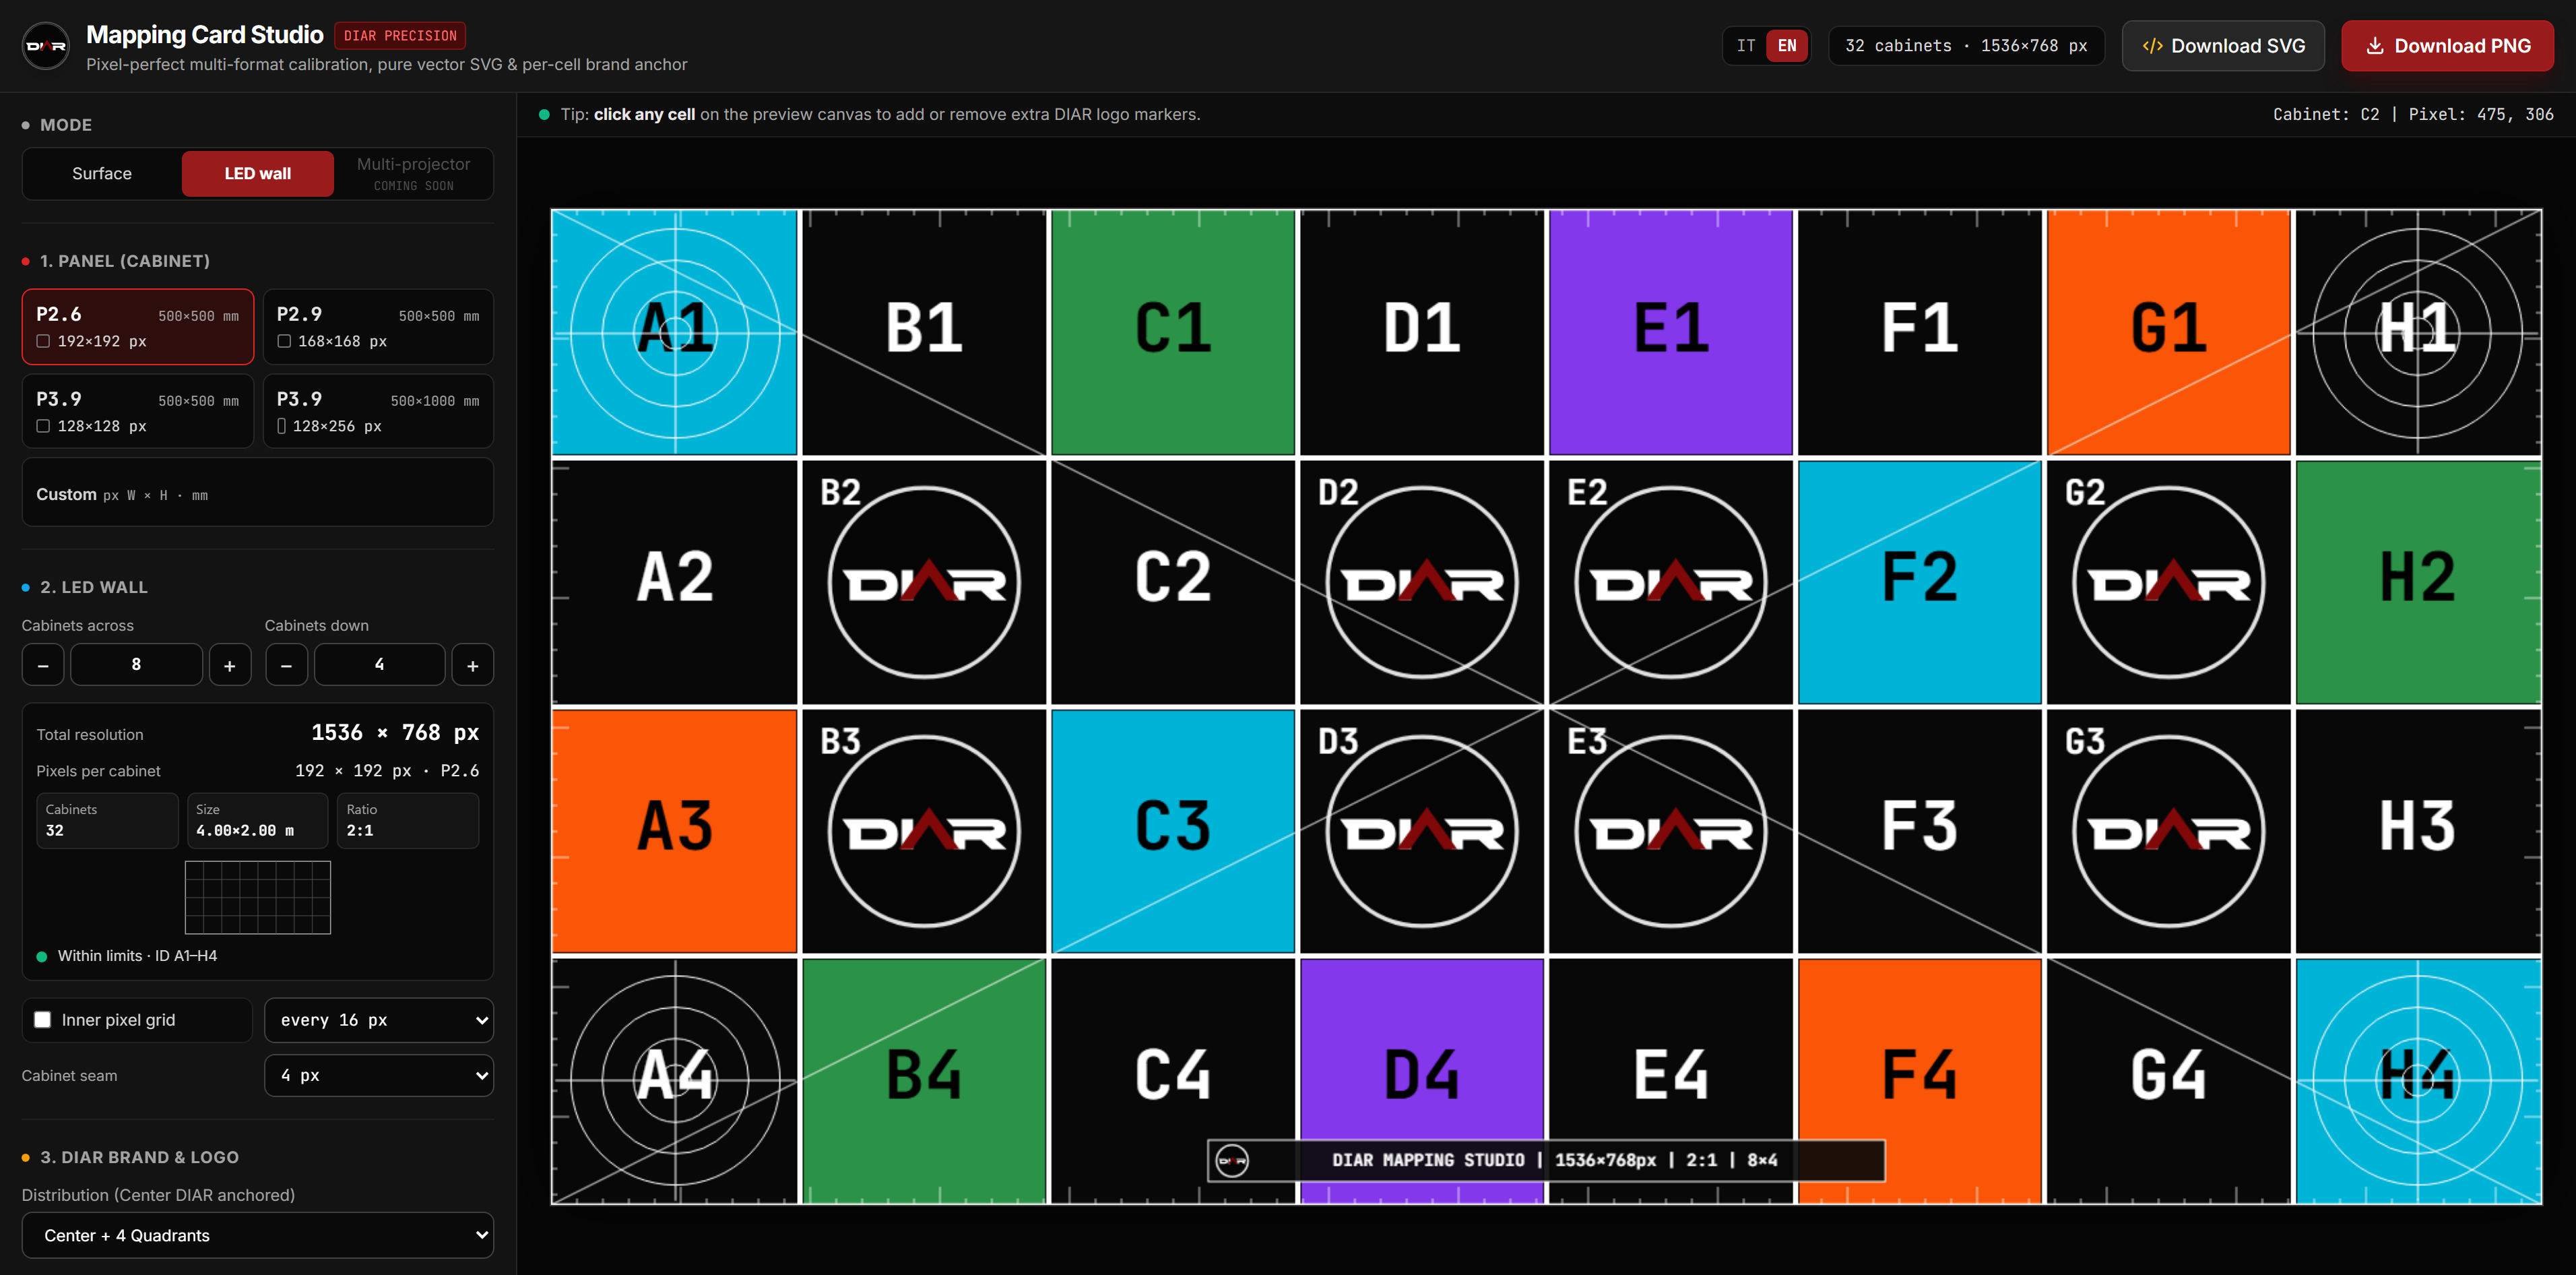 DIAR
Mapping Card Studio
DIAR PRECISION
Pixel-perfect multi-format calibration, pure vector SVG & per-cell brand anchor
IT
EN
32 cabinets · 1536×768 px
</> Download SVG
Download PNG
MODE
Surface
LED wall
Multi-projector
COMING SOON
Tip: click any cell on the preview canvas to add or remove extra DIAR logo markers.
Cabinet: C2 | Pixel: 475, 306
1. PANEL (CABINET)
P2.6 500×500 mm
192×192 px
P2.9 500×500 mm
168×168 px
P3.9 500×500 mm
128×128 px
P3.9 500×1000 mm
128×256 px
Custom px W × H · mm
2. LED WALL
Cabinets across
Cabinets down
− 8 +
− 4 +
Total resolution 1536 × 768 px
Pixels per cabinet 192 × 192 px · P2.6
Cabinets
32
Size
4.00×2.00 m
Ratio
2:1
Within limits · ID A1–H4
Inner pixel grid
every 16 px
Cabinet seam
4 px
3. DIAR BRAND & LOGO
Distribution (Center DIAR anchored)
Center + 4 Quadrants
A1 B1 C1 D1 E1 F1 G1 H1
A2
B2
DIAR
C2
D2
DIAR
E2
DIAR
F2
G2
DIAR
H2
A3
B3
DIAR
C3
D3
DIAR
E3
DIAR
F3
G3
DIAR
H3
A4 B4 C4 D4 E4 F4 G4 H4
DIAR
DIAR MAPPING STUDIO | 1536×768px | 2:1 | 8×4